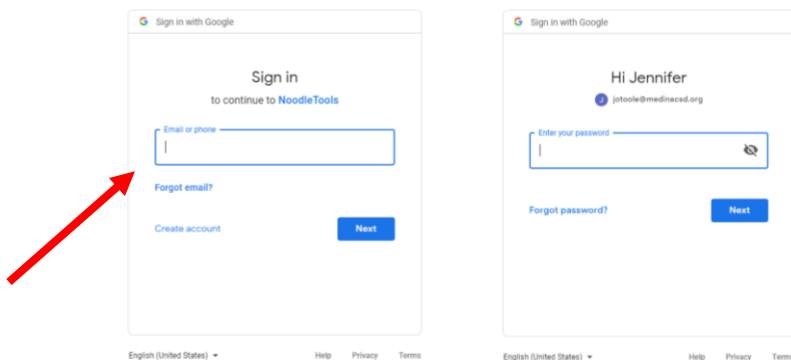 Sign in with Google
Sign in
to continue to NoodleTools
Email or phone
Forgot email?
Create account
Next
English (United States)
Help
Privacy
Terms
Sign in with Google
Hi Jennifer
J
jotoole@medinacsd.org
Enter your password
Forgot password?
Next
English (United States)
Help
Privacy
Terms